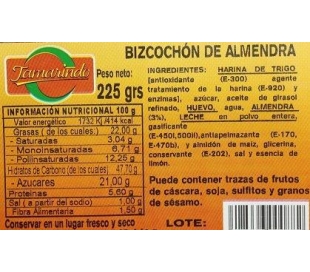 Tamarindo
Peso neto:
225 grs
INFORMACIÓN NUTRICIONAL 100 g
Valor energético 1732 KJ /414 kcal
Grasas ( de los cuales) 22,00 g
- Saturadas 3,04 g
- Monoinsaturadas 6,71 g
- Poliinsaturadas 12,25 g
Hidratos de Carbono (de los cuales) 47,70 g
- Azúcares 21,00 g
Proteínas 5,60 g
Sal ( a partir del sodio) 1,00 g
Fibra Alimentaria 1,50 g
Conservar en un lugar fresco y seco
BIZCOCHÓN DE ALMENDRA
INGREDIENTES: HARINA DE TRIGO
[antioxidante (E-300) agente
tratamiento de la harina (E-920) y
enzimas], azúcar, aceite de girasol
refinado, HUEVO, agua, ALMENDRA
(3%), LECHE en polvo entera,
gasificante
(E-450I,500II),antiapelmazante (E-170,
E-470b), y almidón de maíz, glicerina,
conservante (E-202), sal y esencia de
limón.
Puede contener trazas de frutos
de cáscara, soja, sulfitos y granos
de sésamo.
LOTE: